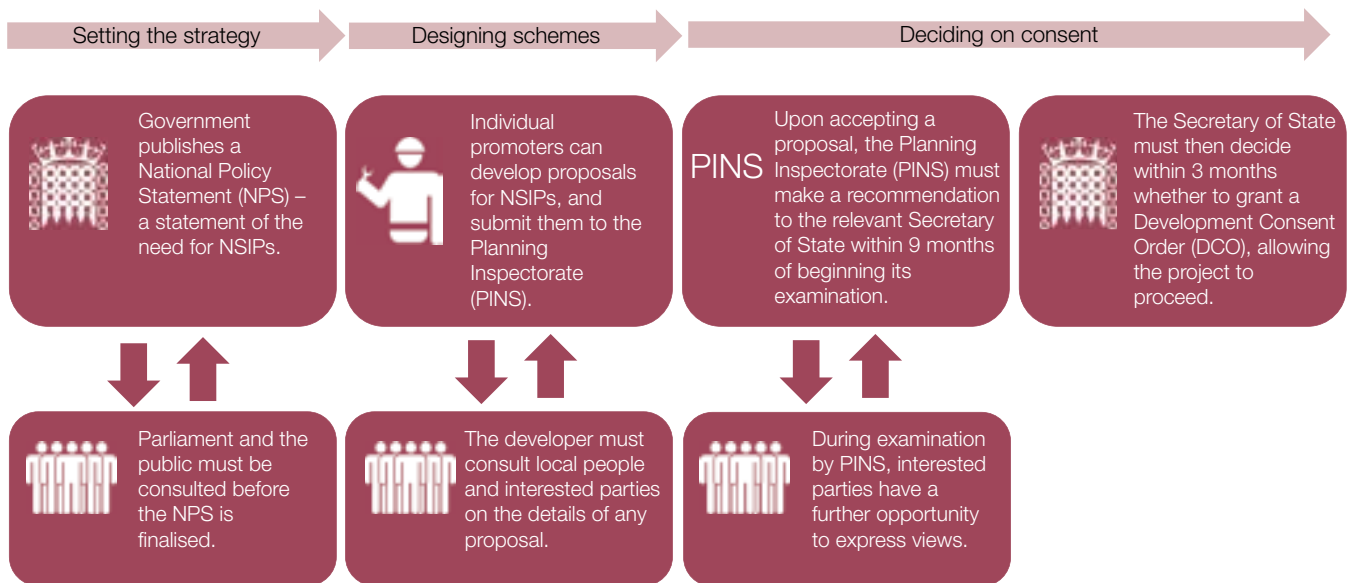 Setting the strategy
Designing schemes
Deciding on consent
Government
publishes a
National Policy
Statement (NPS) –
a statement of the
need for NSIPs.
Individual
promoters can
develop proposals
for NSIPs, and
submit them to the
Planning
Inspectorate
(PINS).
PINS
Upon accepting a
proposal, the Planning
Inspectorate (PINS) must
make a recommendation
to the relevant Secretary
of State within 9 months
of beginning its
examination.
The Secretary of State
must then decide
within 3 months
whether to grant a
Development Consent
Order (DCO), allowing
the project to
proceed.
Parliament and the
public must be
consulted before
the NPS is
finalised.
The developer must
consult local people
and interested parties
on the details of any
proposal.
During examination
by PINS, interested
parties have a
further opportunity
to express views.